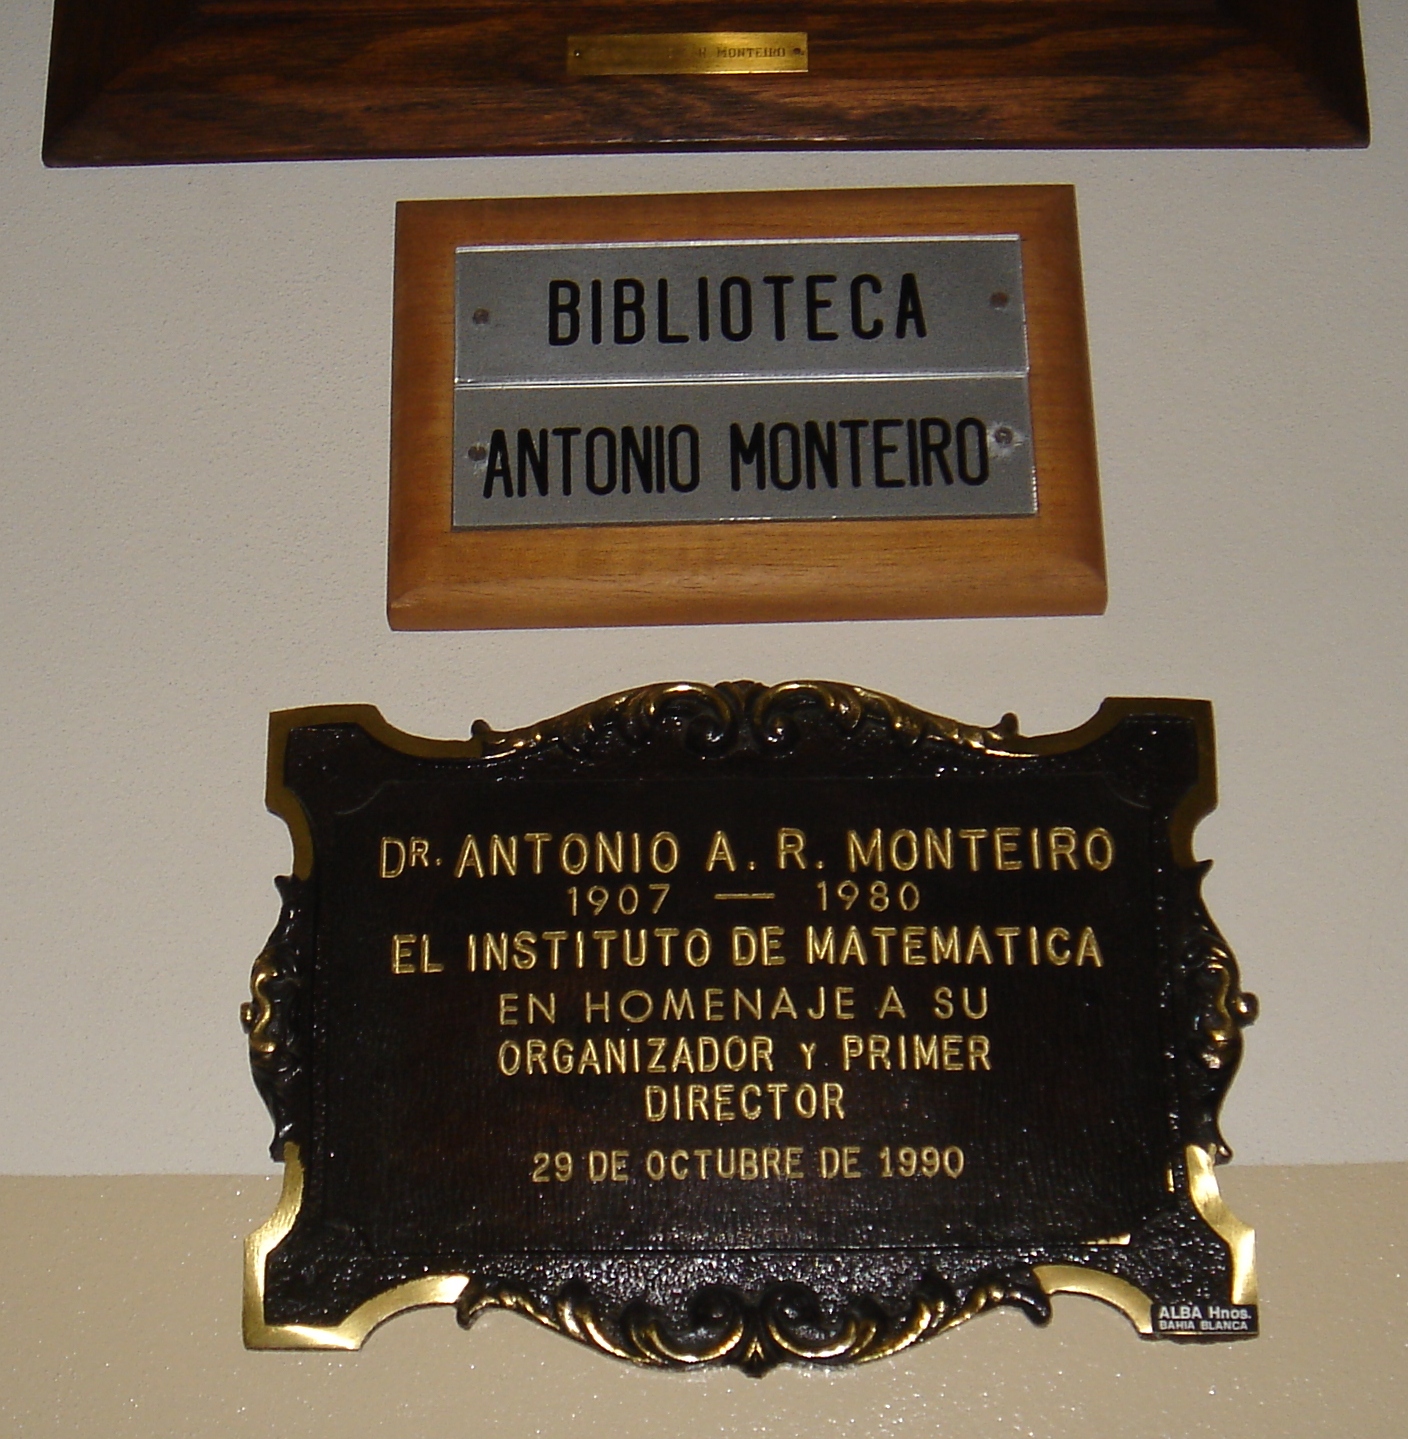 R MONTEIRO
BIBLIOTECA
ANTONIO MONTEIRO
DR. ANTONIO A. R. MONTEIRO
1907 — 1980
EL INSTITUTO DE MATEMATICA
EN HOMENAJE A SU
ORGANIZADOR Y PRIMER
DIRECTOR
29 DE OCTUBRE DE 1990
ALBA Hnos.
BAHIA BLANCA